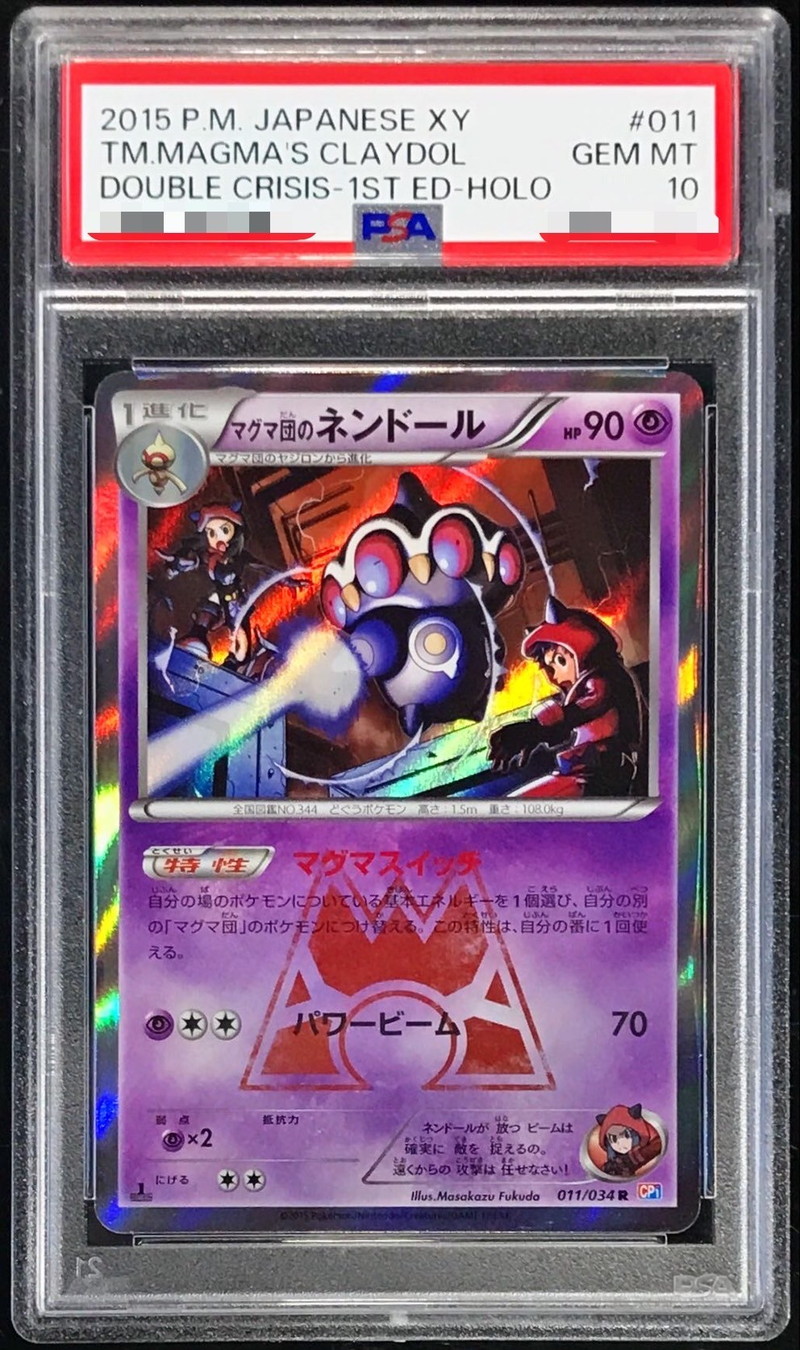 2015 P.M. JAPANESE XY #011
TM.MAGMA'S CLAYDOL GEM MT
DOUBLE CRISIS-1ST ED-HOLO 10
PSA
1進化
マグマ団のネンドール HP90
だん
マグマ団のヤジロンから進化
全国図鑑NO.344 どぐうポケモン 高さ:1.5m 重さ:108.0kg
とくせい
特性 マグマスイッチ
自分の場のポケモンについている基本エネルギーを1個選び、自分の別
の「マグマ団」のポケモンにつけ替える。この特性は、自分の番に1回使
える。
パワービーム 70
弱点 抵抗力
×2
ネンドールが 放つ ビームは
確実に 敵を 捉えるの。
遠くからの 攻撃は 任せなさい!
にげる
1
Illus.Masakazu Fukuda 011/034 R CP1
PSA